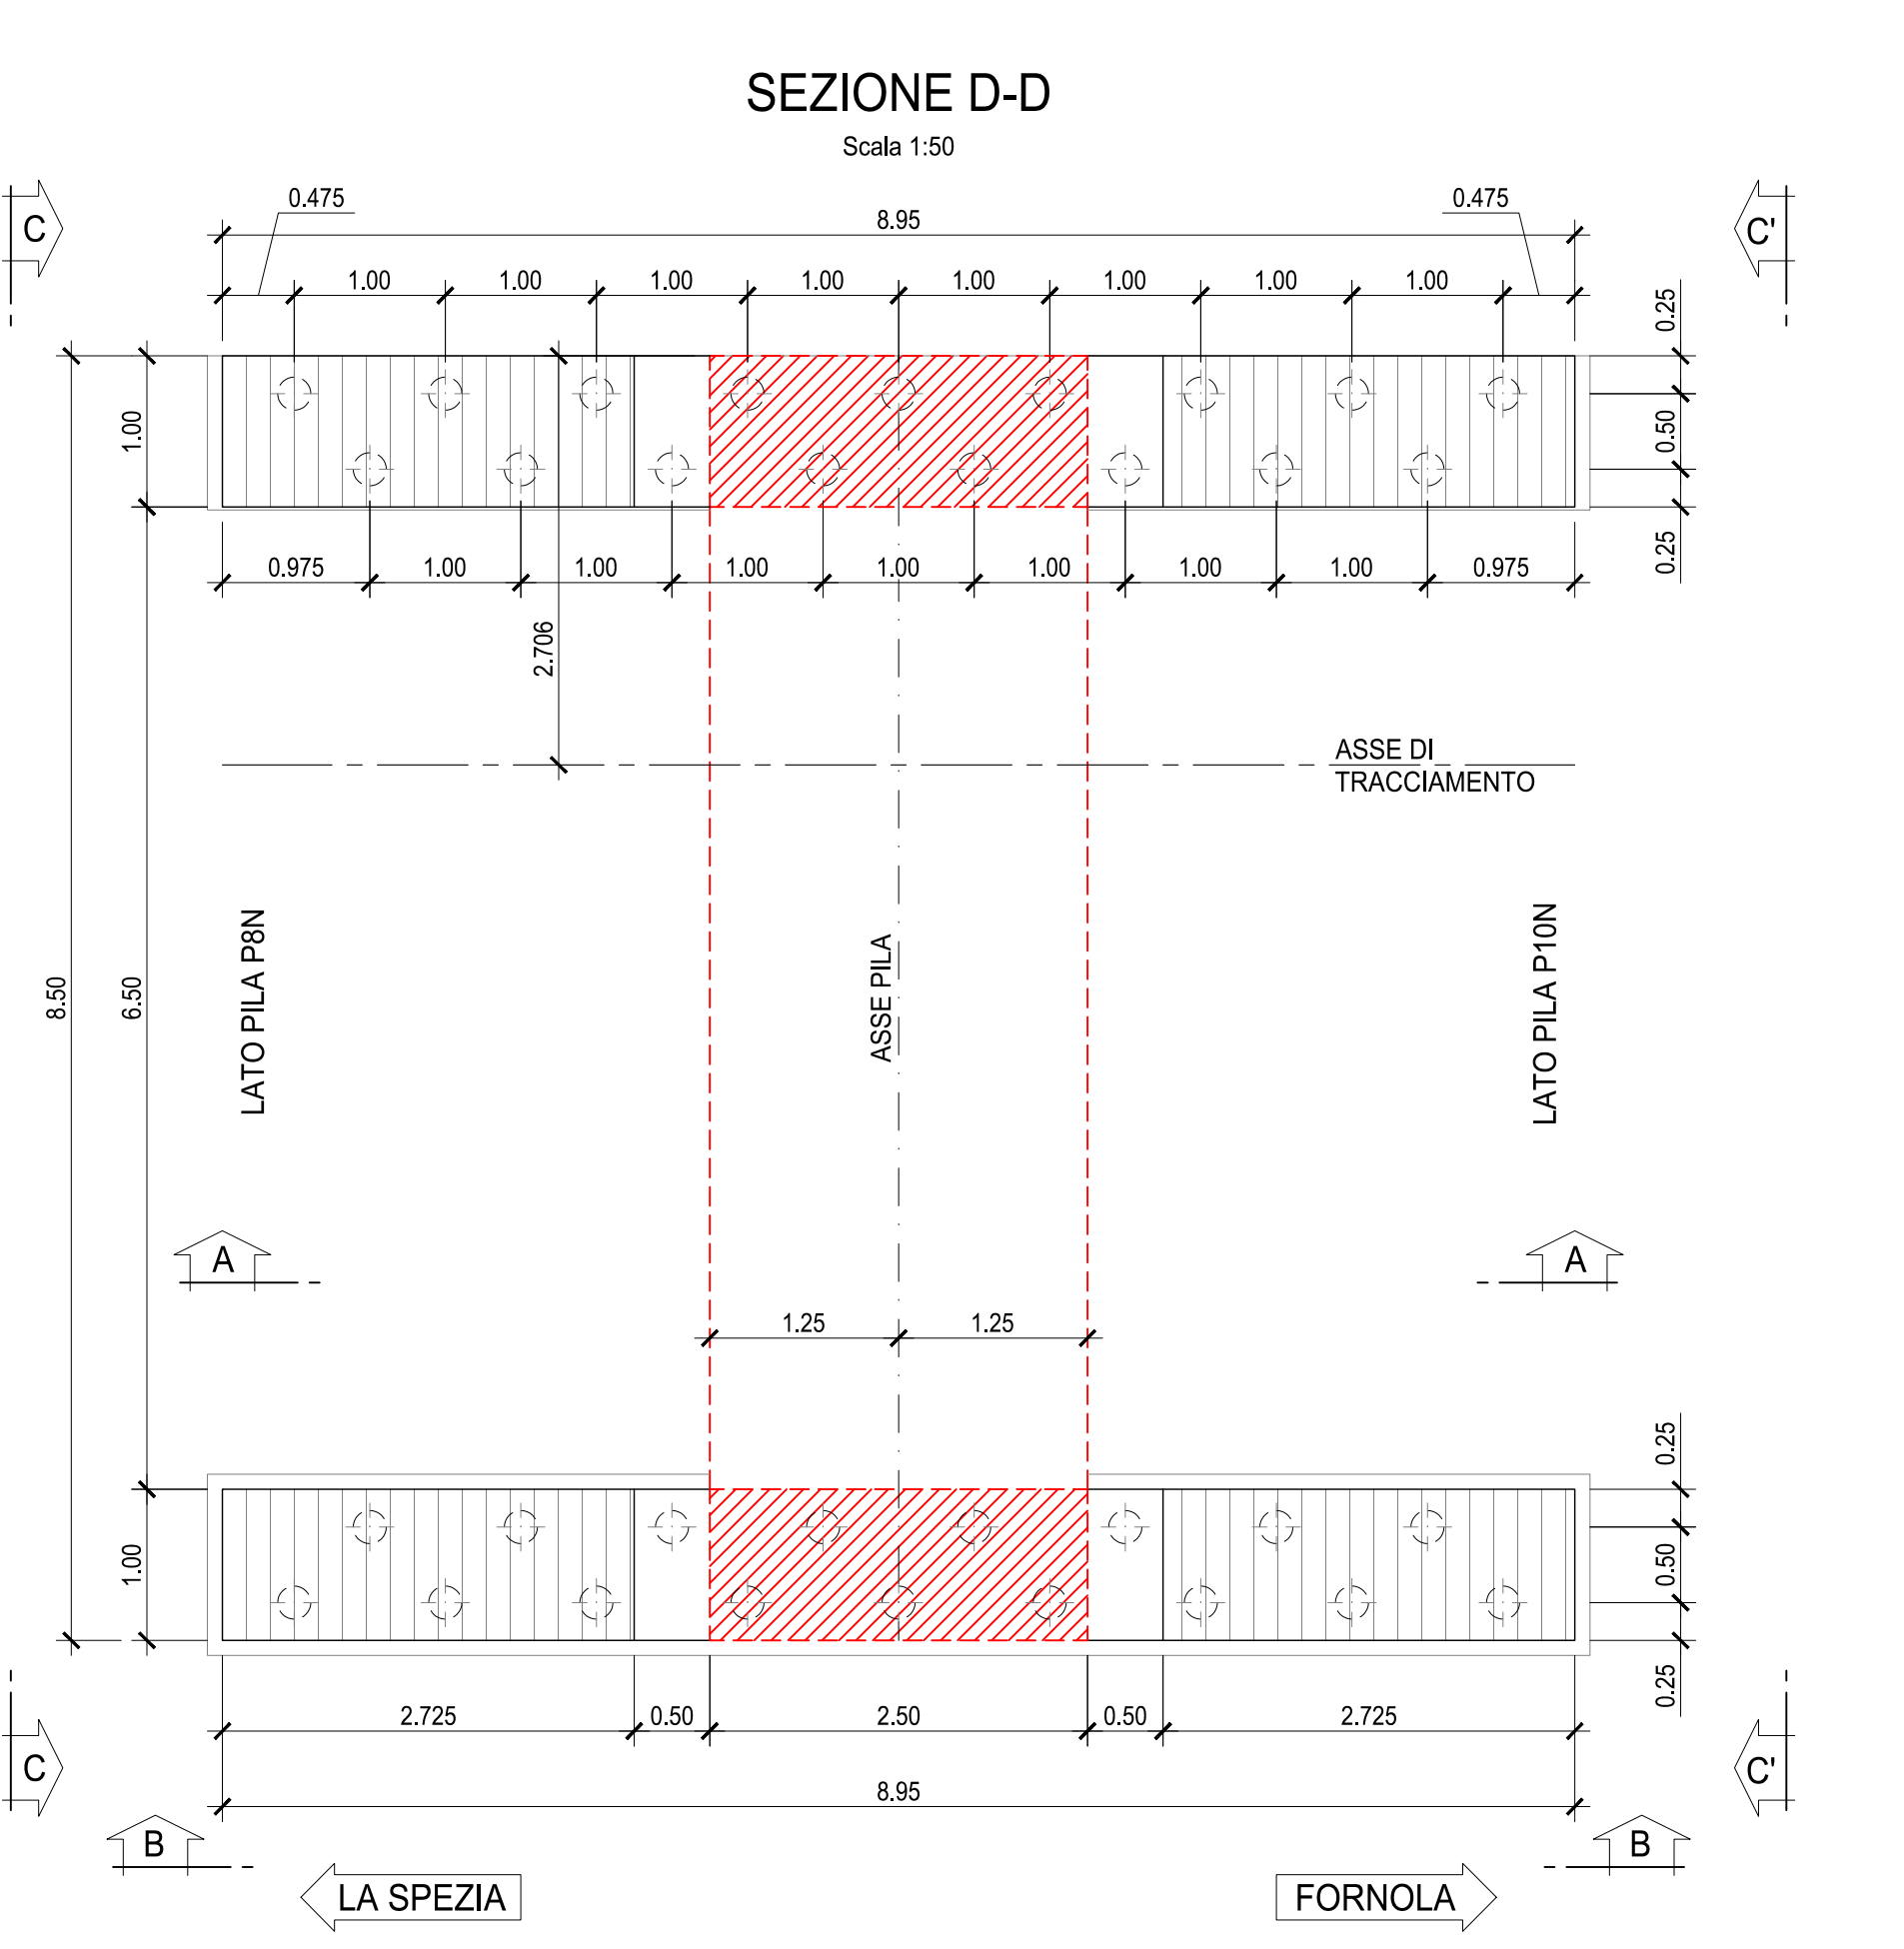 SEZIONE D-D
Scala 1:50
0.475
0.475
8.95
C
C'
1.00 1.00 1.00 1.00 1.00 1.00 1.00 1.00
0.25
1.00
0.50
0.25
0.975 1.00 1.00 1.00 1.00 1.00 1.00 1.00 0.975
2.706
ASSE DI
TRACCIAMENTO
8.50
6.50
LATO PILA P8N
ASSE PILA
LATO PILA P10N
A
A
1.25 1.25
0.25
1.00
0.50
0.25
2.725 0.50 2.50 0.50 2.725
C
C'
8.95
B
B
LA SPEZIA
FORNOLA